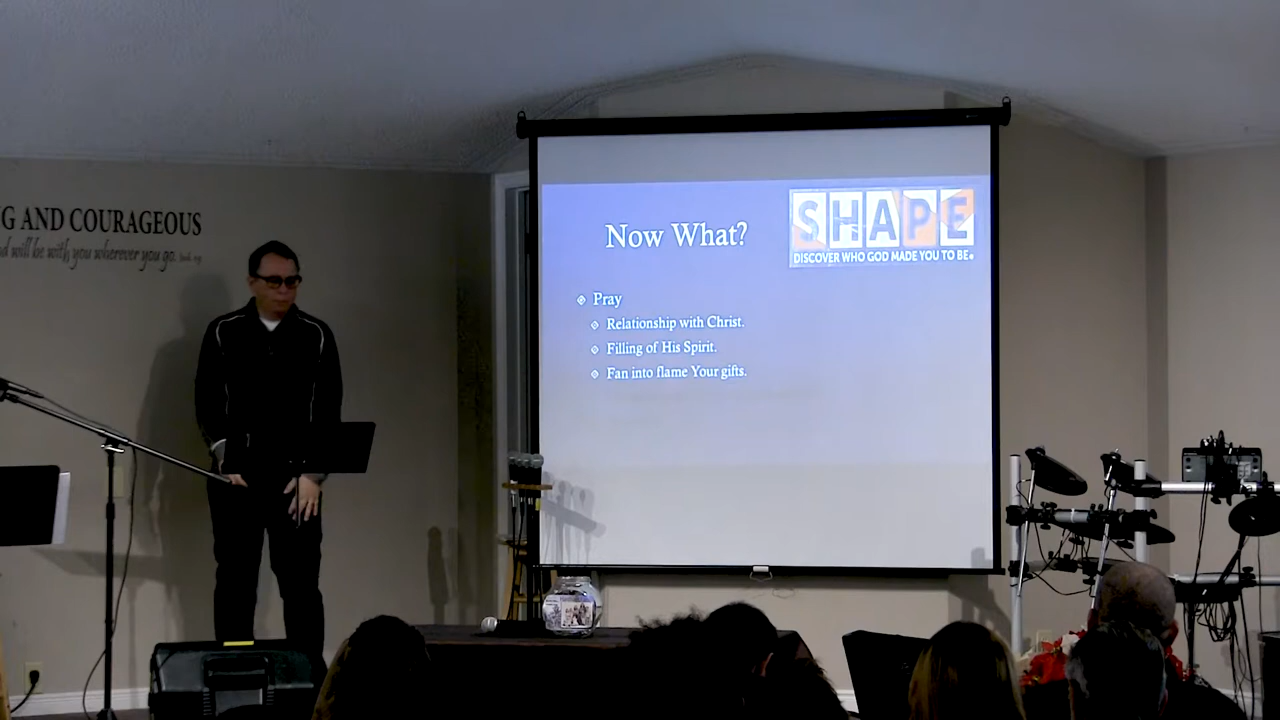 G AND COURAGEOUS
d will be with you wherever you go.
Now What?
SHAPE
DISCOVER WHO GOD MADE YOU TO BE.
Pray
Relationship with Christ.
Filling of His Spirit.
Fan into flame Your gifts.